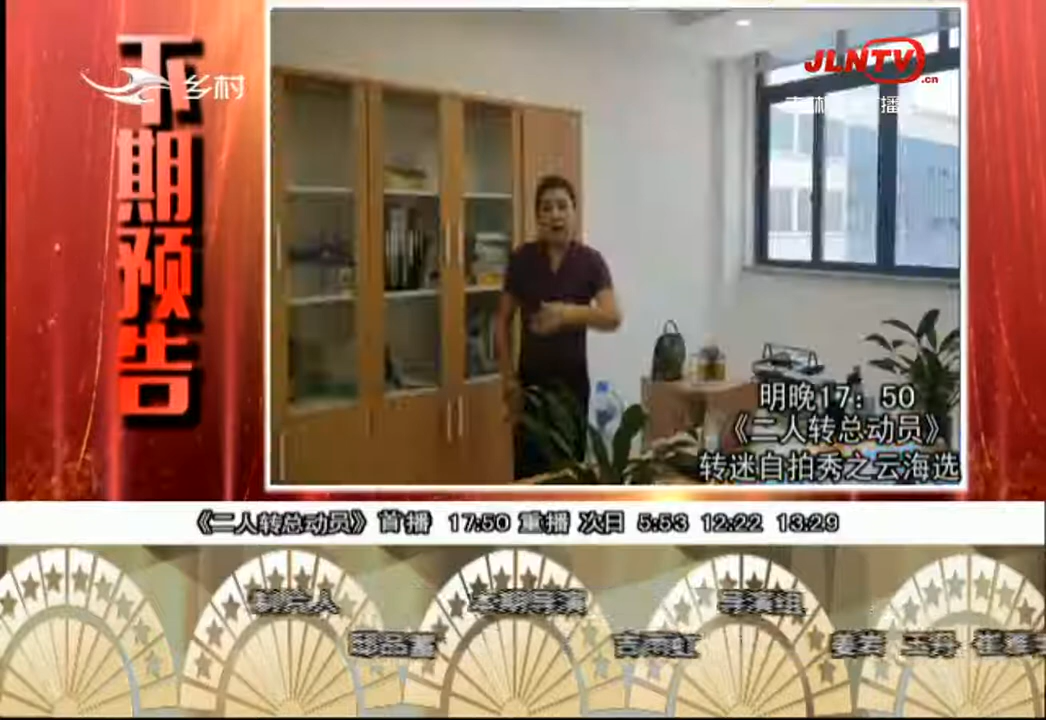 下期预告
乡村
JLNTV
.cn
明晚17：50
《二人转总动员》
转迷自拍秀之云海选
《二人转总动员》 首播 17:50 重播 次日 5:53 12:22 13:29
制片人 本期导演 导演组